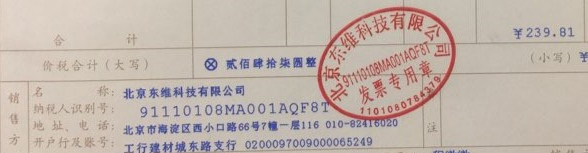 合 计 ￥239.81
价税合计（大写） ⊗ 贰佰肆拾柒圆整 （小写）
销售方
名 称：北京东维科技有限公司
纳税人识别号：91110108MA001AQF8T
地 址、电 话：北京市海淀区西小口路66号7幢一层116 010-82416020
开户行及账号：工行建材城东路支行 0200097009000065249
注
北京东维科技有限公司
91110108MA001AQF8T
发票专用章
1101080784379